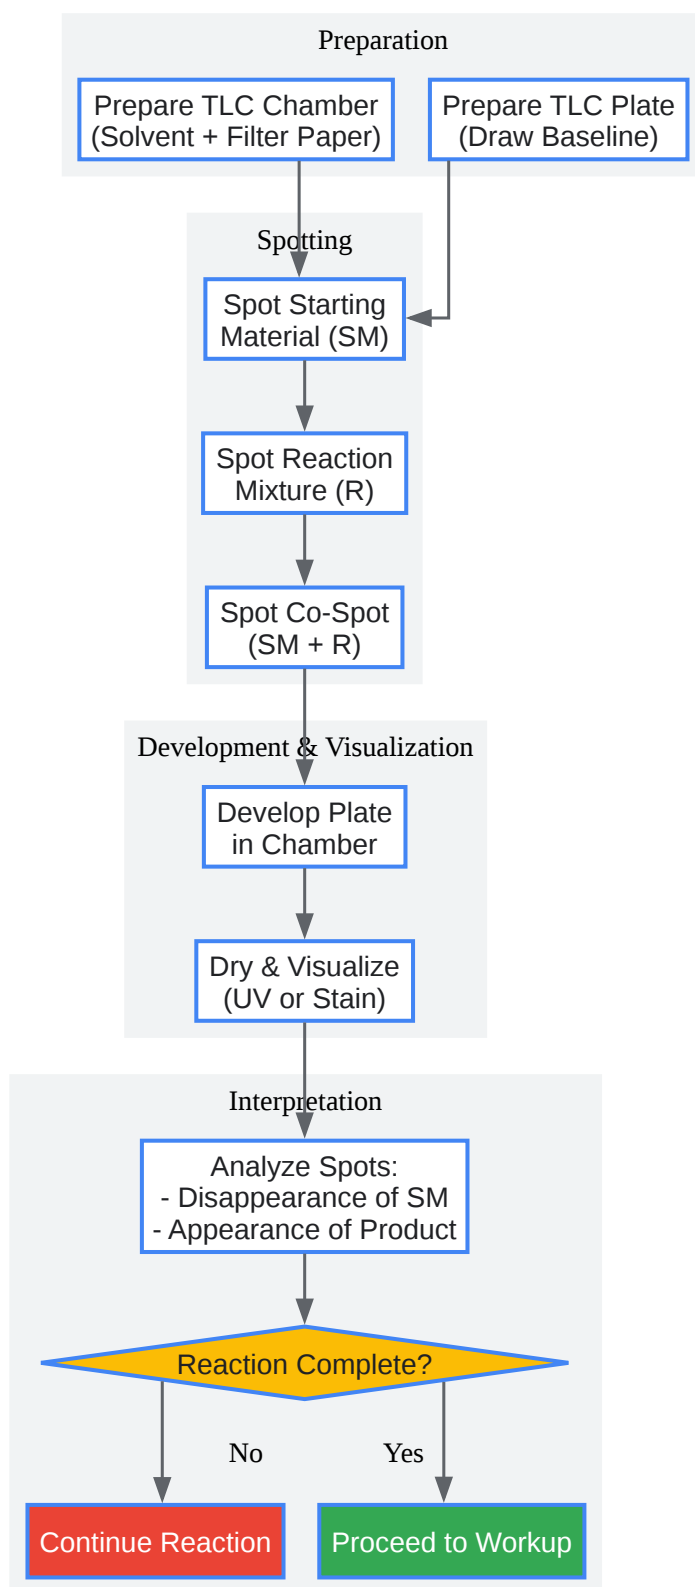 Preparation
Prepare TLC Chamber
(Solvent + Filter Paper)
Prepare TLC Plate
(Draw Baseline)
Spotting
Spot Starting
Material (SM)
Spot Reaction
Mixture (R)
Spot Co-Spot
(SM + R)
Development & Visualization
Develop Plate
in Chamber
Dry & Visualize
(UV or Stain)
Interpretation
Analyze Spots:
- Disappearance of SM
- Appearance of Product
Reaction Complete?
No
Yes
Continue Reaction
Proceed to Workup